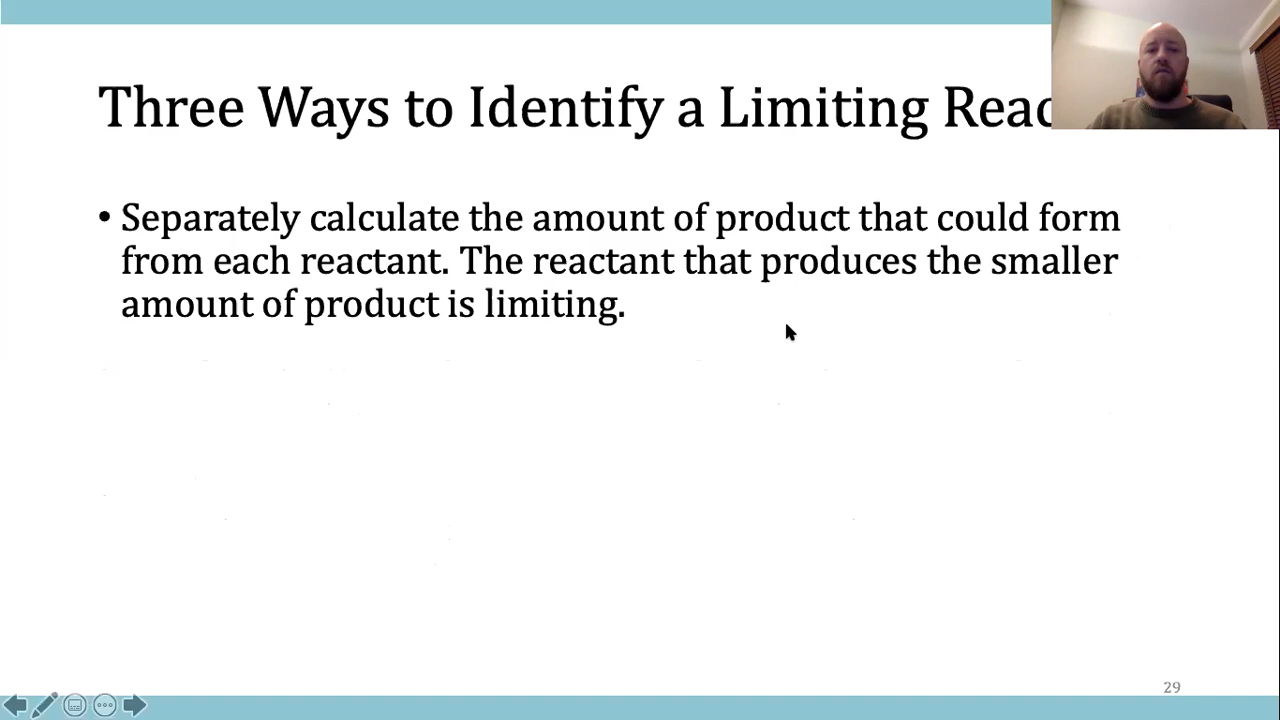 Three Ways to Identify a Limiting Reac
• Separately calculate the amount of product that could form
from each reactant. The reactant that produces the smaller
amount of product is limiting.
29